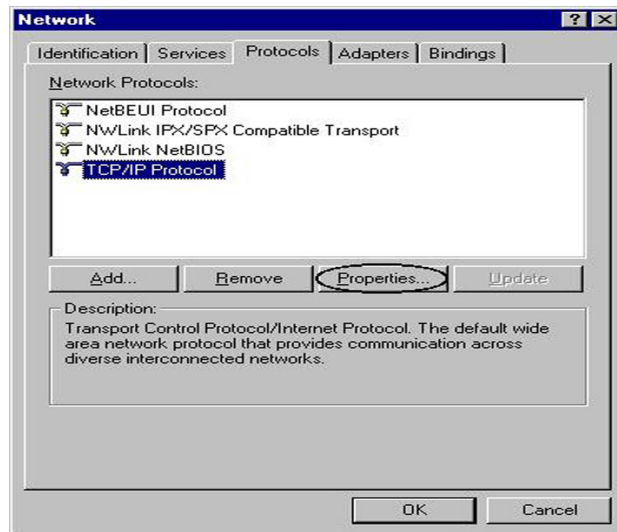 Network
Identification Services Protocols Adapters Bindings
Network Protocols:
NetBEUI Protocol
NWLink IPX/SPX Compatible Transport
NWLink NetBIOS
TCP/IP Protocol
Add... Remove Properties... Update
Description:
Transport Control Protocol/Internet Protocol. The default wide
area network protocol that provides communication across
diverse interconnected networks.
OK Cancel